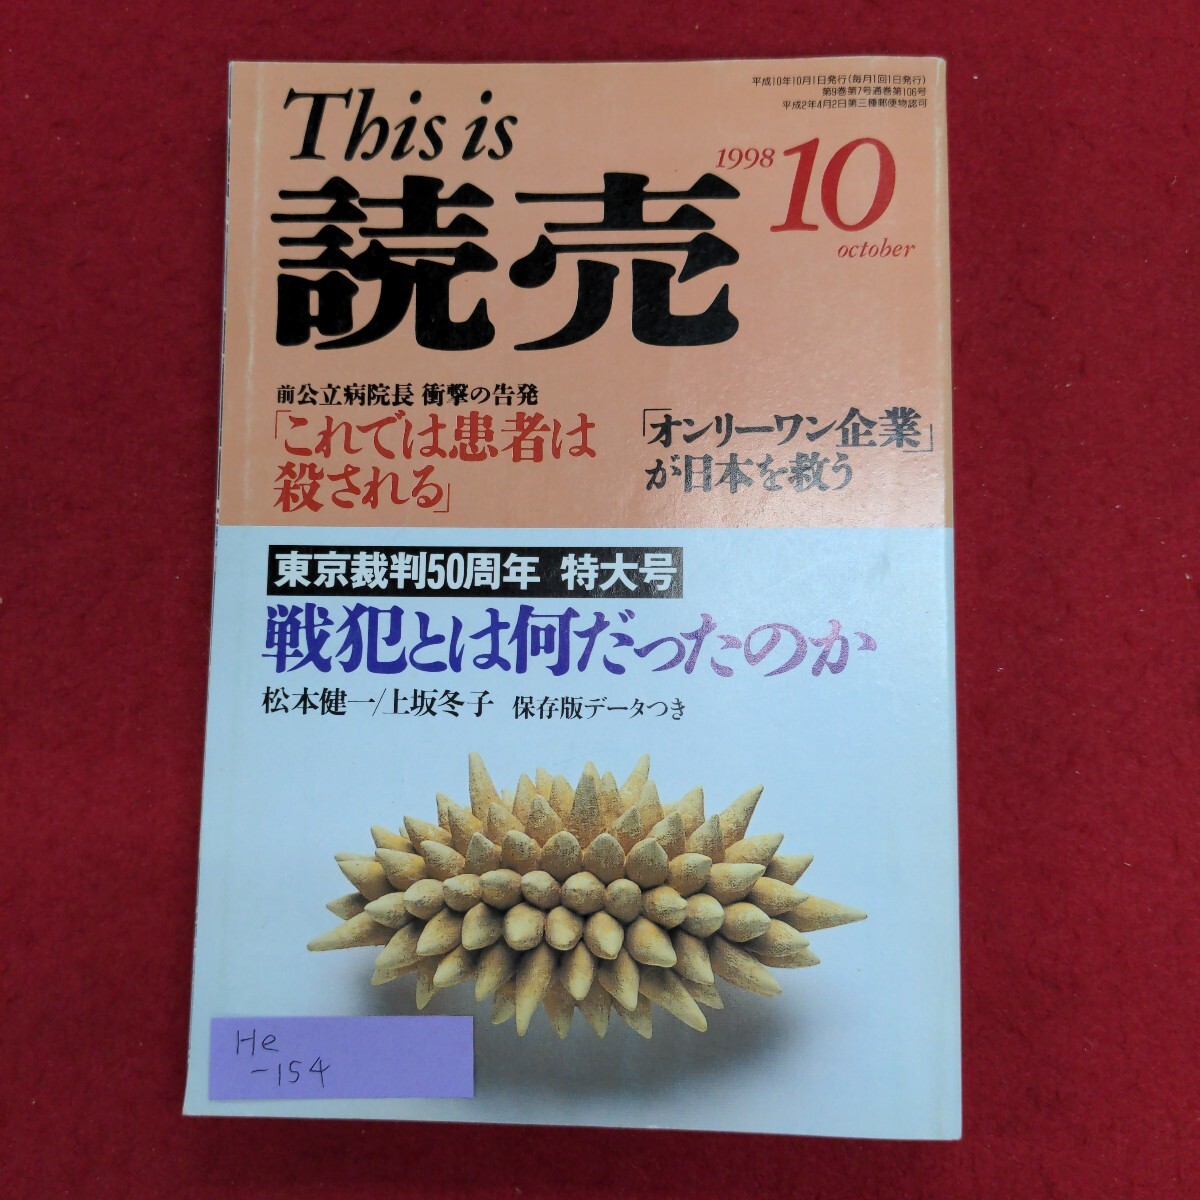 平成10年10月1日発行(毎月1回1日発行)
第9巻第7号通巻第106号
平成2年4月2日第三種郵便物認可
This is
読売
1998 10
october
前公立病院長 衝撃の告発
「これでは患者は
殺される」
「オンリーワン企業」
が日本を救う
東京裁判50周年 特大号
戦犯とは何だったのか
松本健一/上坂冬子 保存版データつき
He
-154